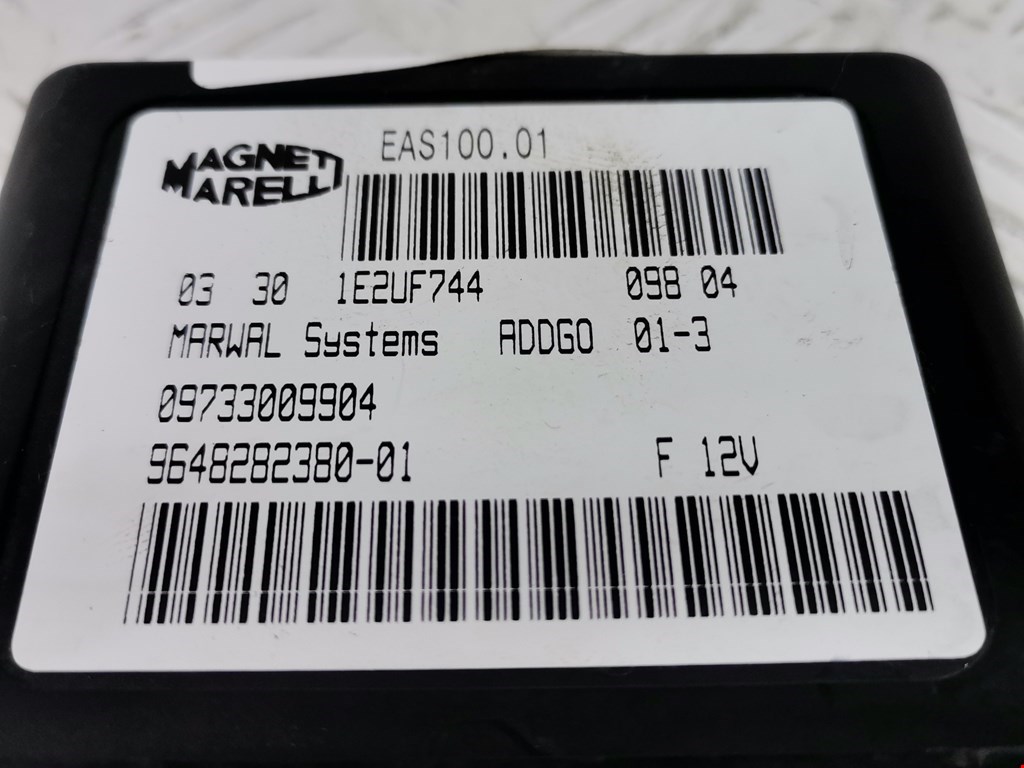 MAGNETI
MARELLI
EAS100.01
03 30 1E2UF744 098 04
MARWAL Systems ADDGO 01-3
09733009904
9648282380-01 F 12V